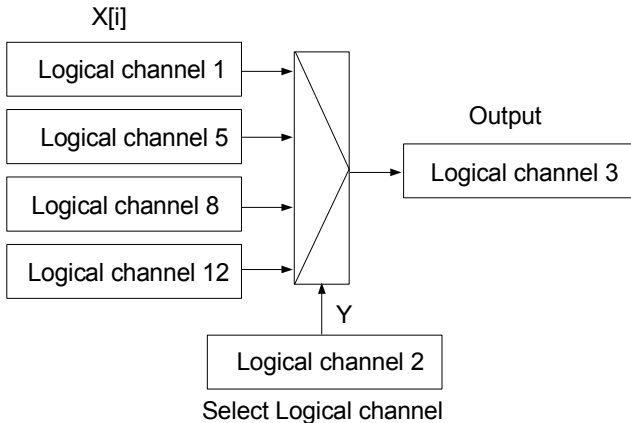 X[i]
Logical channel 1
Logical channel 5
Logical channel 8
Logical channel 12
Output
Logical channel 3
Y
Logical channel 2
Select Logical channel